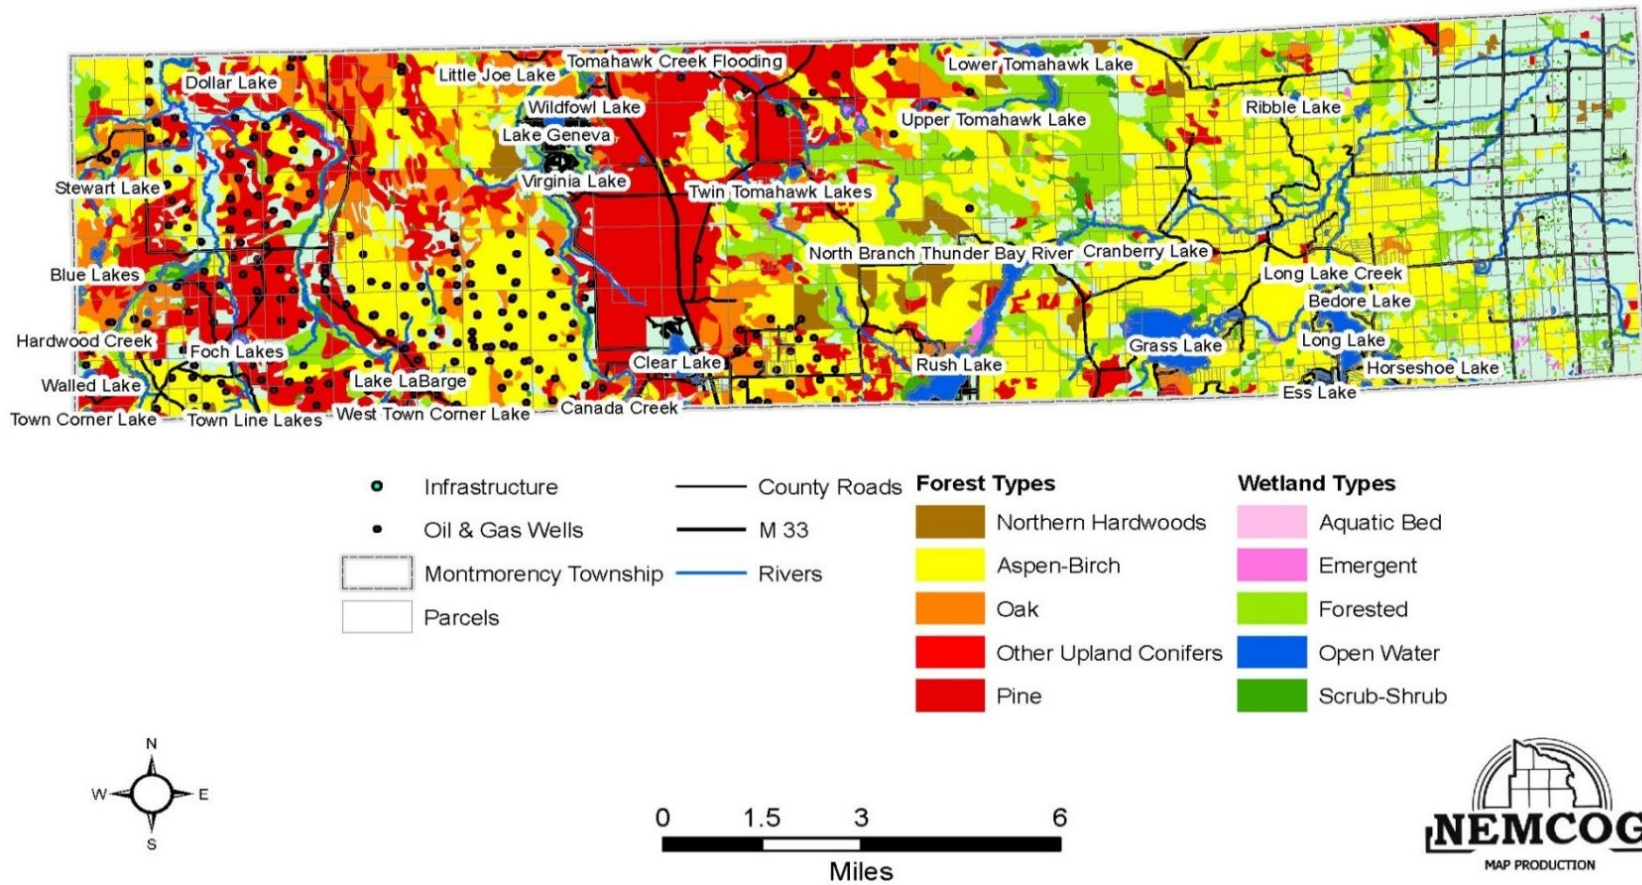 Tomahawk Creek Flooding
Lower Tomahawk Lake
Little Joe Lake
Dollar Lake
Wildfowl Lake
Ribble Lake
Upper Tomahawk Lake
Lake Geneva
Stewart Lake
Virginia Lake
Twin Tomahawk Lakes
North Branch Thunder Bay River
Cranberry Lake
Blue Lakes
Long Lake Creek
Bedore Lake
Hardwood Creek
Long Lake
Grass Lake
Foch Lakes
Clear Lake
Rush Lake
Horseshoe Lake
Walled Lake
Lake LaBarge
Ess Lake
Canada Creek
West Town Corner Lake
Town Corner Lake
Town Line Lakes
Infrastructure
Oil & Gas Wells
Montmorency Township
Parcels
County Roads
M 33
Rivers
Forest Types
Northern Hardwoods
Aspen-Birch
Oak
Other Upland Conifers
Pine
Wetland Types
Aquatic Bed
Emergent
Forested
Open Water
Scrub-Shrub
N
W E
S
0 1.5 3 6
Miles
NEMCOG
MAP PRODUCTION